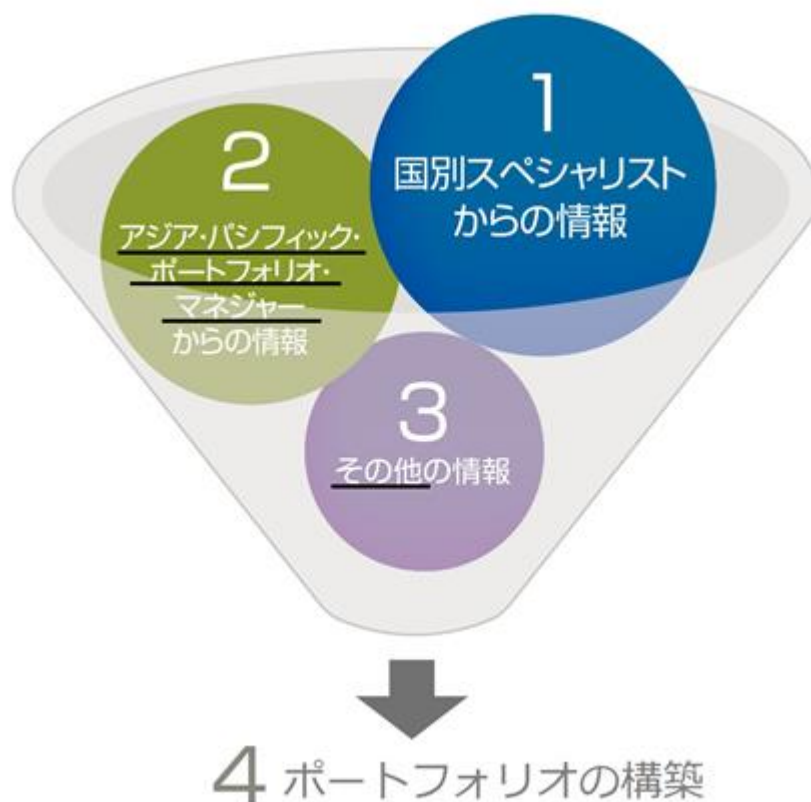 1
国別スペシャリスト
からの情報
2
アジア・パシフィック・
ポートフォリオ・
マネジャー
からの情報
3
その他の情報
4 ポートフォリオの構築